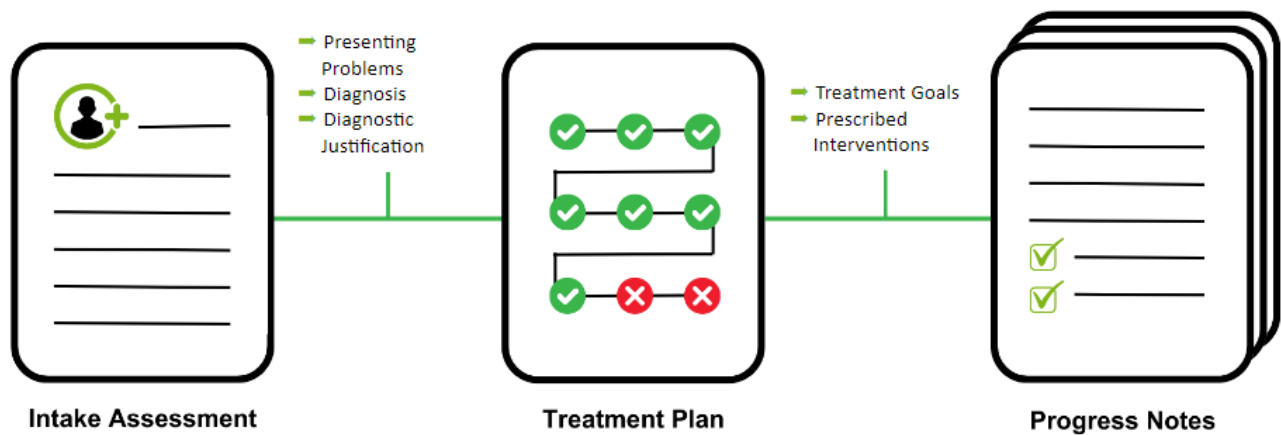 Presenting
Problems
Diagnosis
Diagnostic
Justification
Treatment Goals
Prescribed
Interventions
Intake Assessment
Treatment Plan
Progress Notes